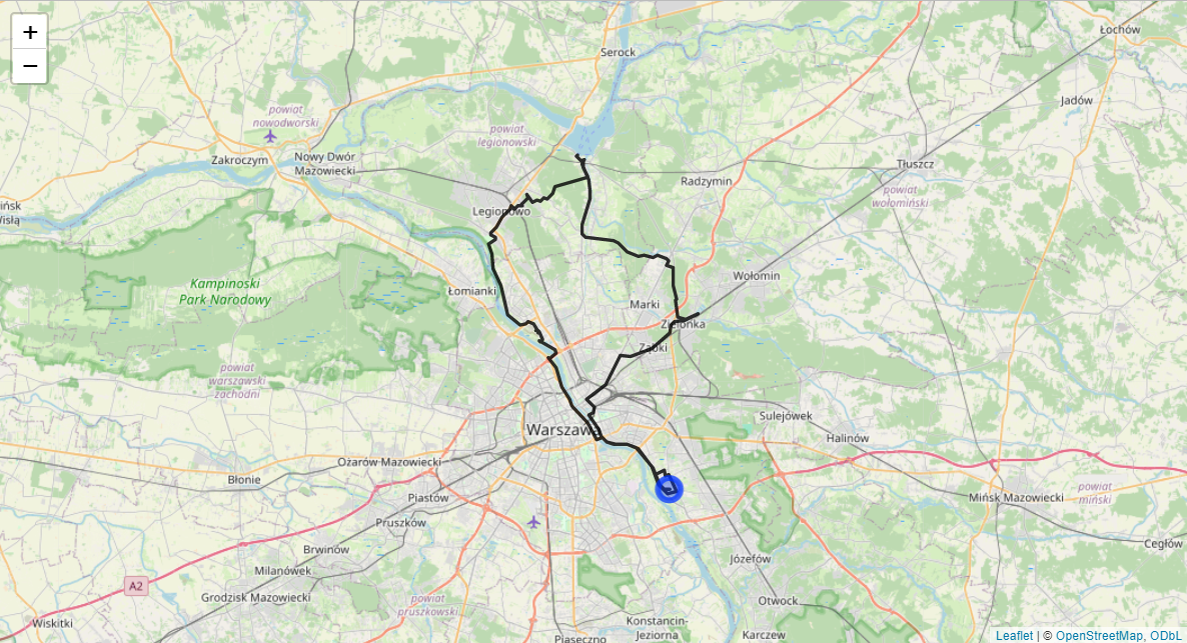 +
−
Serock
Łochów
powiat
nowodworski
Jadów
powiat
legionowski
Zakroczym
Nowy Dwór
Mazowiecki
Tłuszcz
Radzymin
powiat
wołomiński
ińsk
Wisłą
Legionowo
Wołomin
Kampinoski
Park Narodowy
Łomianki
Marki
Zielonka
Ząbki
powiat
warszawski
zachodni
Sulejówek
Warszawa
Halinów
Ożarów Mazowiecki
Błonie
Piastów
Mińsk Mazowiecki
powiat
miński
Pruszków
Cegłów
Brwinów
Józefów
Milanówek
A2
Grodzisk Mazowiecki
powiat
pruszkowski
Otwock
Wiskitki
Konstancin-
Jeziorna
Karczew
Piaseczno
Leaflet | © OpenStreetMap, ODbL